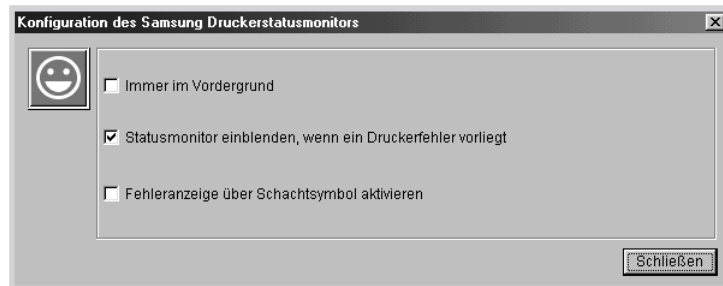 Konfiguration des Samsung Druckerstatusmonitors
Immer im Vordergrund
Statusmonitor einblenden, wenn ein Druckerfehler vorliegt
Fehleranzeige über Schachtsymbol aktivieren
Schließen